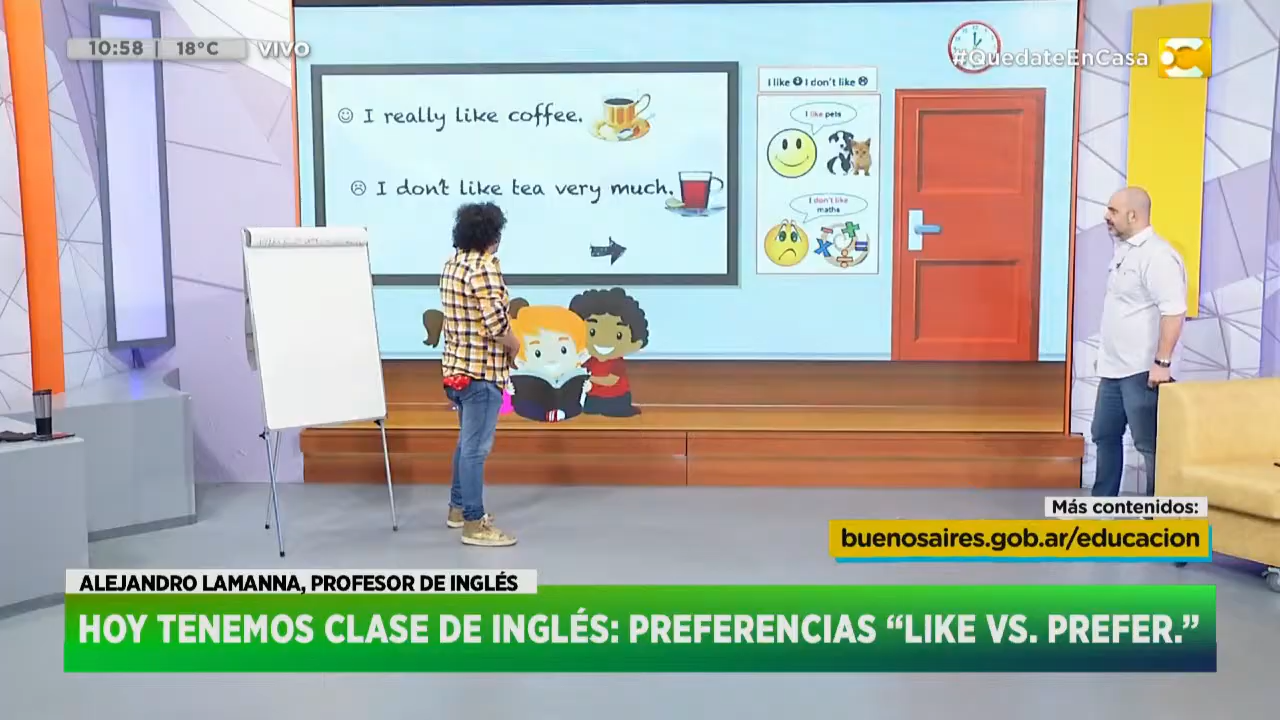 10:58 | 18°C VIVO
#QuedateEnCasa
I like I don't like
I really like coffee.
I like pets
I don't like tea very much.
I don't like
maths
Más contenidos:
buenosaires.gob.ar/educacion
ALEJANDRO LAMANNA, PROFESOR DE INGLÉS
HOY TENEMOS CLASE DE INGLÉS: PREFERENCIAS “LIKE VS. PREFER.”